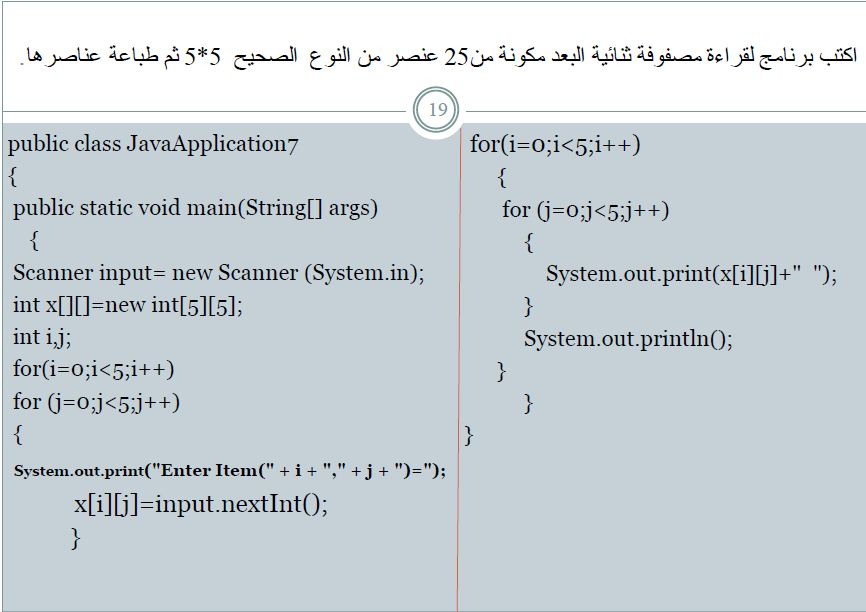 اكتب برنامج لقراءة مصفوفة ثنائية البعد مكونة من25 عنصر من النوع الصحيح 5*5 ثم طباعة عناصرها.
19
public class JavaApplication7
{
public static void main(String[] args)
{
Scanner input= new Scanner (System.in);
int x[][]=new int[5][5];
int i,j;
for(i=0;i<5;i++)
for (j=0;j<5;j++)
{
System.out.print("Enter Item(" + i + "," + j + ")=");
x[i][j]=input.nextInt();
}
for(i=0;i<5;i++)
{
for (j=0;j<5;j++)
{
System.out.print(x[i][j]+"  ");
}
System.out.println();
}
}
}